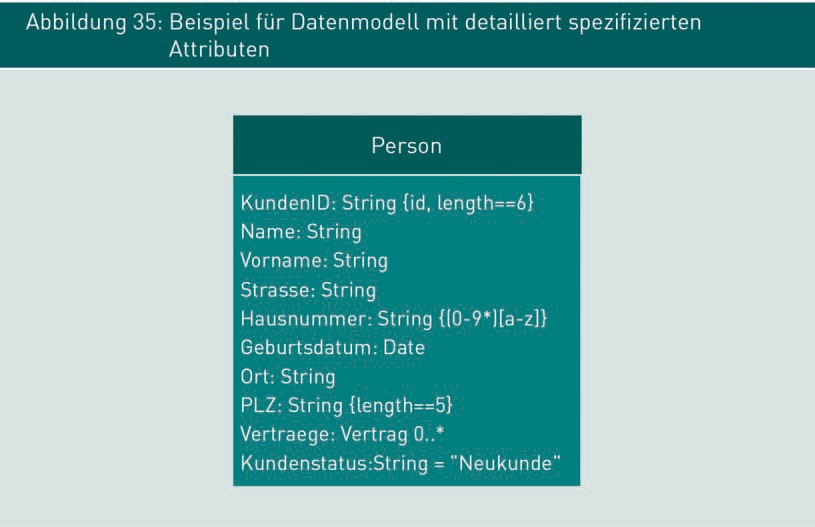 Abbildung 35: Beispiel für Datenmodell mit detailliert spezifizierten
Attributen
Person
KundenID: String {id, length==6}
Name: String
Vorname: String
Strasse: String
Hausnummer: String {(0-9*)[a-z]}
Geburtsdatum: Date
Ort: String
PLZ: String {length==5}
Vertraege: Vertrag 0..*
Kundenstatus:String = "Neukunde"